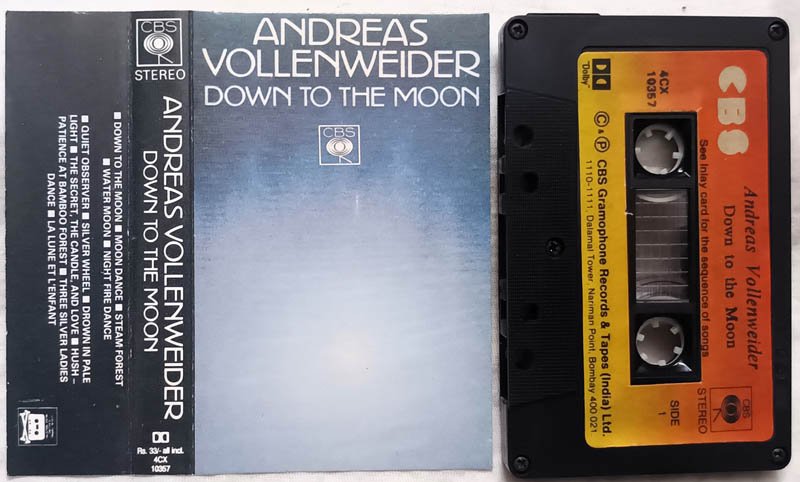 ■ DOWN TO THE MOON ■ MOON DANCE ■ STEAM FOREST
■ WATER MOON ■ NIGHT FIRE DANCE
■ QUIET OBSERVER ■ SILVER WHEEL ■ DROWN IN PALE
LIGHT ■ THE SECRET, THE CANDLE AND LOVE ■ HUSH –
PATIENCE AT BAMBOO FOREST ■ THREE SILVER LADIES
DANCE ■ LA LUNE ET L'ENFANT
CBS
STEREO
ANDREAS VOLLENWEIDER
DOWN TO THE MOON
Rs. 33/- all incl.
4CX
10357
ANDREAS
VOLLENWEIDER
DOWN TO THE MOON
CBS
CBS
4CX
10357
Dolby
See Inlay card for the sequence of songs
Andreas Vollenweider
Down to the Moon
CBS
STEREO
SIDE
1
© & ℗ CBS Gramophone Records & Tapes (India) Ltd.
1110-1111, Dalamal Tower, Nariman Point, Bombay 400 021